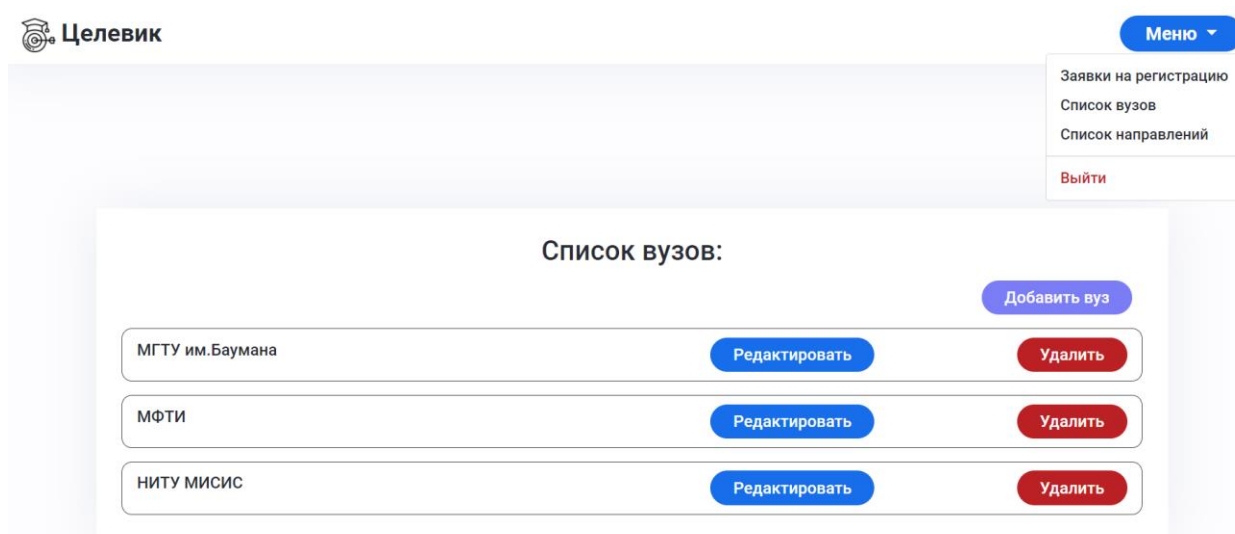 Целевик
Меню
Заявки на регистрацию
Список вузов
Список направлений
Выйти
Список вузов:
Добавить вуз
МГТУ им.Баумана Редактировать Удалить
МФТИ Редактировать Удалить
НИТУ МИСИС Редактировать Удалить